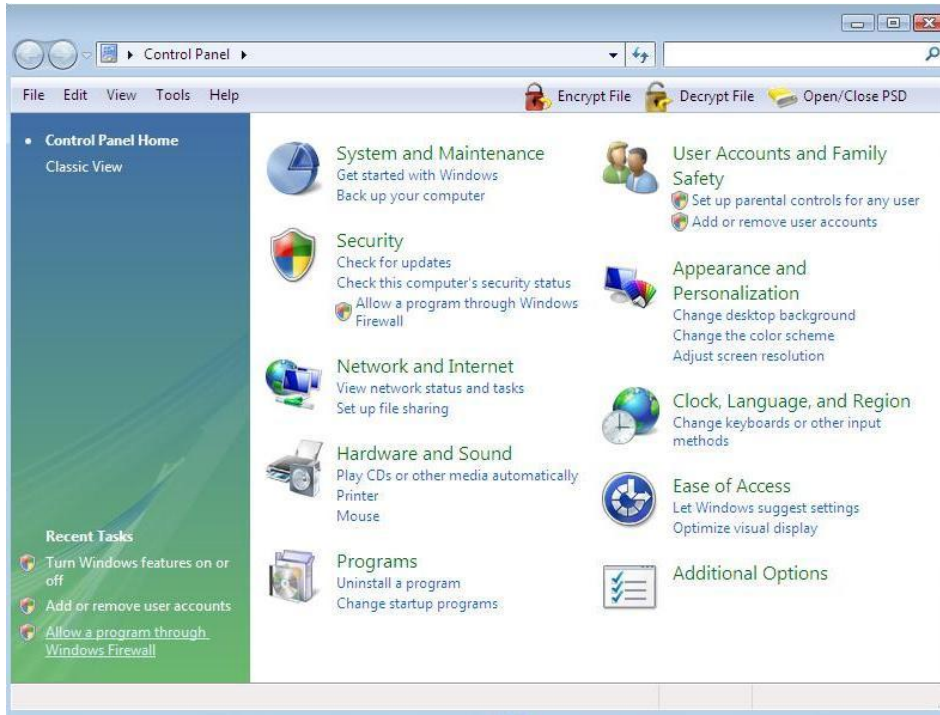 Control Panel
File Edit View Tools Help
Encrypt File Decrypt File Open/Close PSD
Control Panel Home
Classic View
Recent Tasks
Turn Windows features on or
off
Add or remove user accounts
Allow a program through
Windows Firewall
System and Maintenance
Get started with Windows
Back up your computer
Security
Check for updates
Check this computer's security status
Allow a program through Windows
Firewall
Network and Internet
View network status and tasks
Set up file sharing
Hardware and Sound
Play CDs or other media automatically
Printer
Mouse
Programs
Uninstall a program
Change startup programs
User Accounts and Family
Safety
Set up parental controls for any user
Add or remove user accounts
Appearance and
Personalization
Change desktop background
Change the color scheme
Adjust screen resolution
Clock, Language, and Region
Change keyboards or other input
methods
Ease of Access
Let Windows suggest settings
Optimize visual display
Additional Options